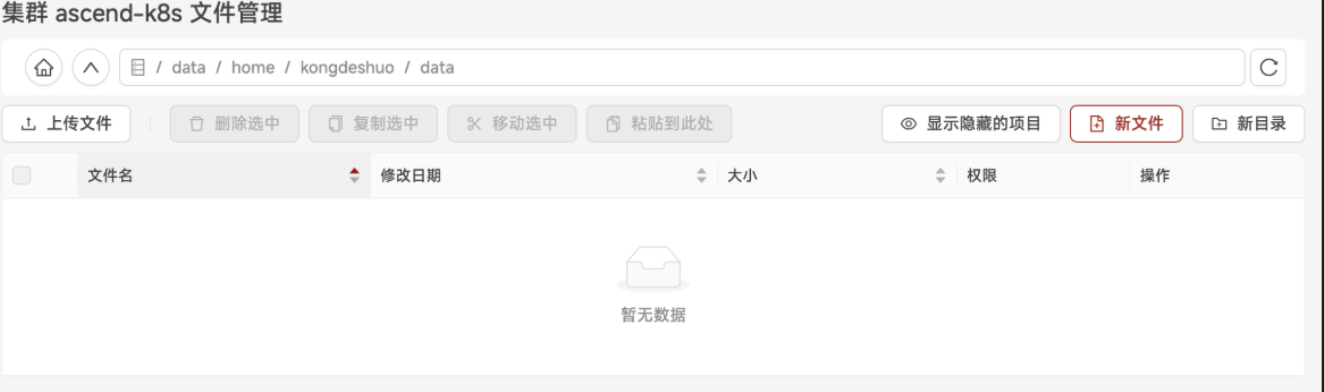 集群 ascend-k8s 文件管理
/ data / home / kongdeshuo / data
上传文件 删除选中 复制选中 移动选中 粘贴到此处 显示隐藏的项目 新文件 新目录
文件名 修改日期 大小 权限 操作
暂无数据